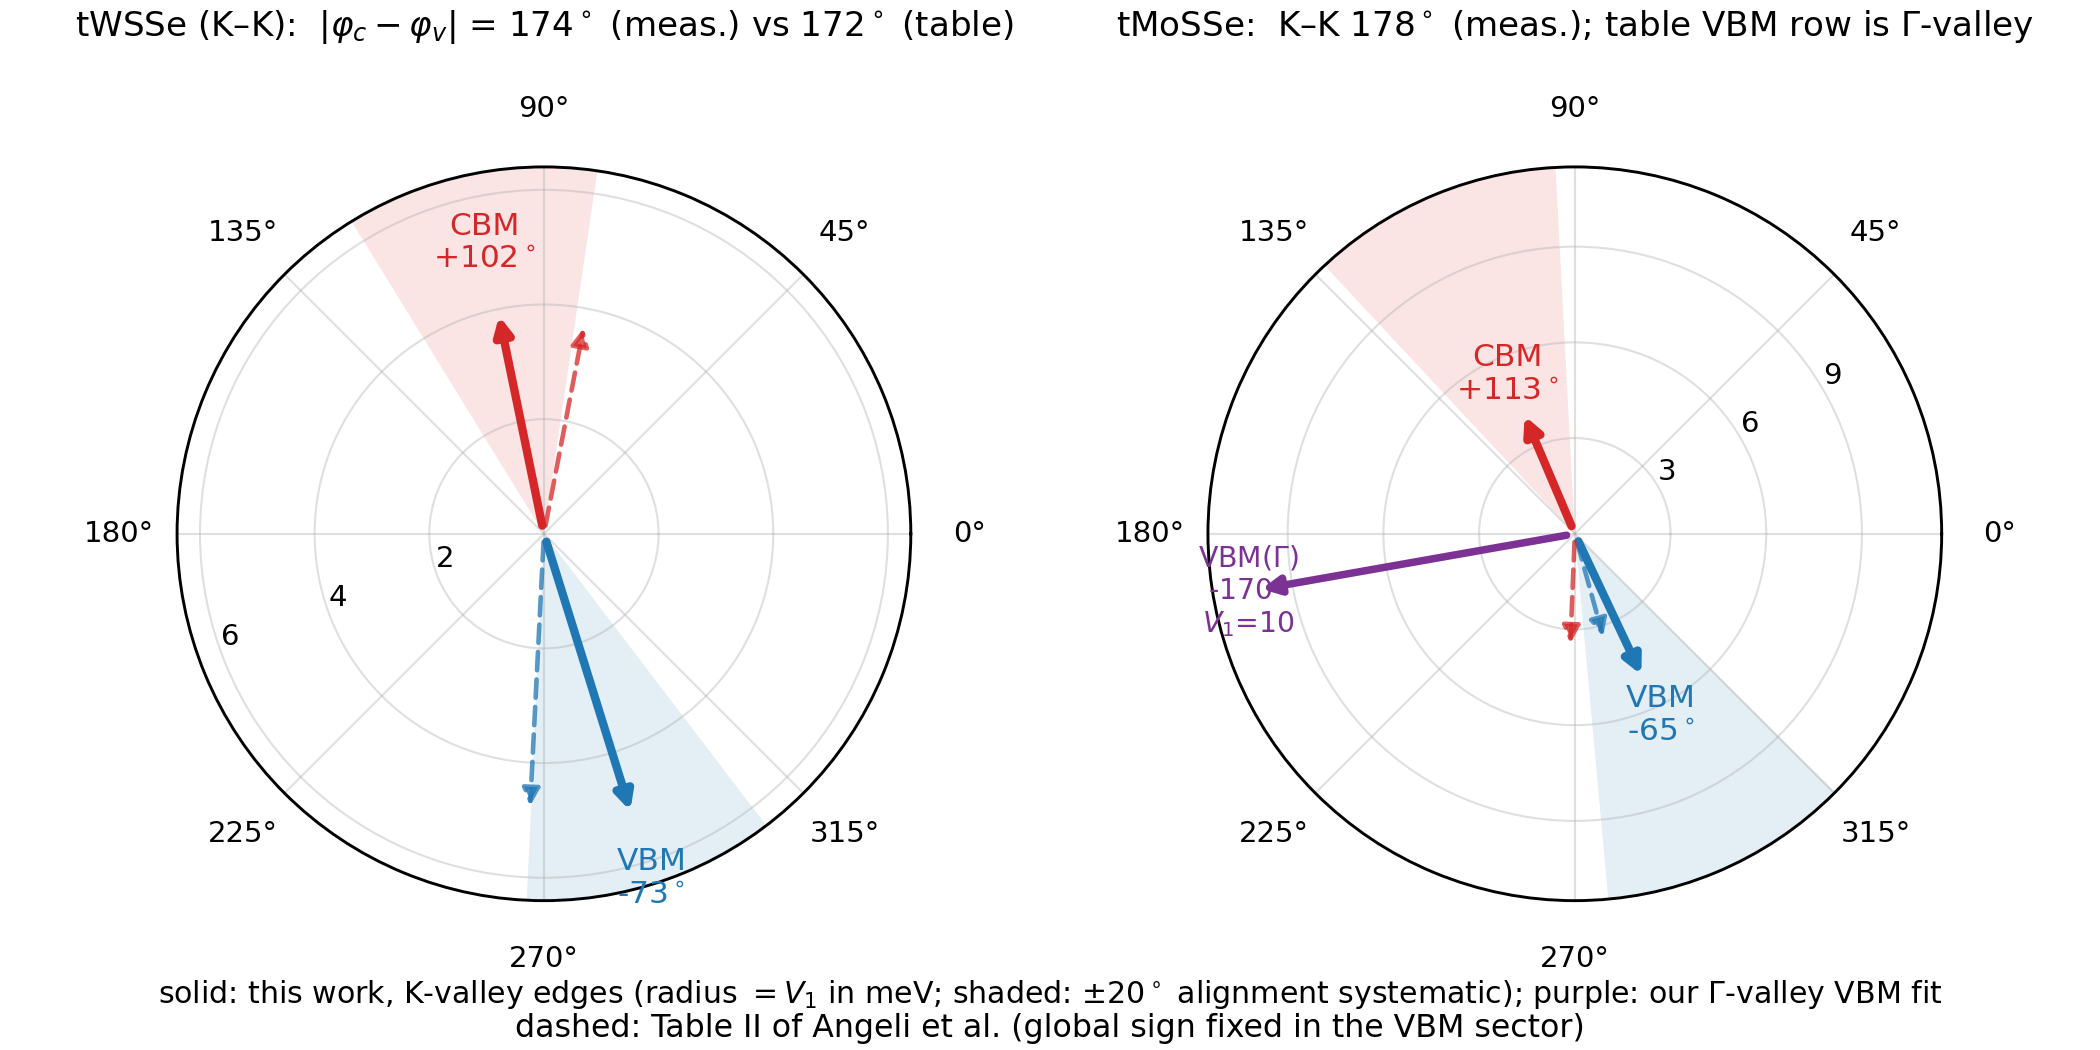 tWSSe (K–K): |φ_c − φ_v| = 174° (meas.) vs 172° (table)
90°
135°
45°
CBM
+102°
180°
0°
2
4
6
225°
315°
VBM
-73°
270°
tMoSSe: K–K 178° (meas.); table VBM row is Γ-valley
90°
135°
45°
CBM
+113°
9
6
3
180°
0°
VBM(Γ)
-170
V₁=10
VBM
-65°
225°
315°
270°
solid: this work, K-valley edges (radius = V₁ in meV; shaded: ±20° alignment systematic); purple: our Γ-valley VBM fit
dashed: Table II of Angeli et al. (global sign fixed in the VBM sector)